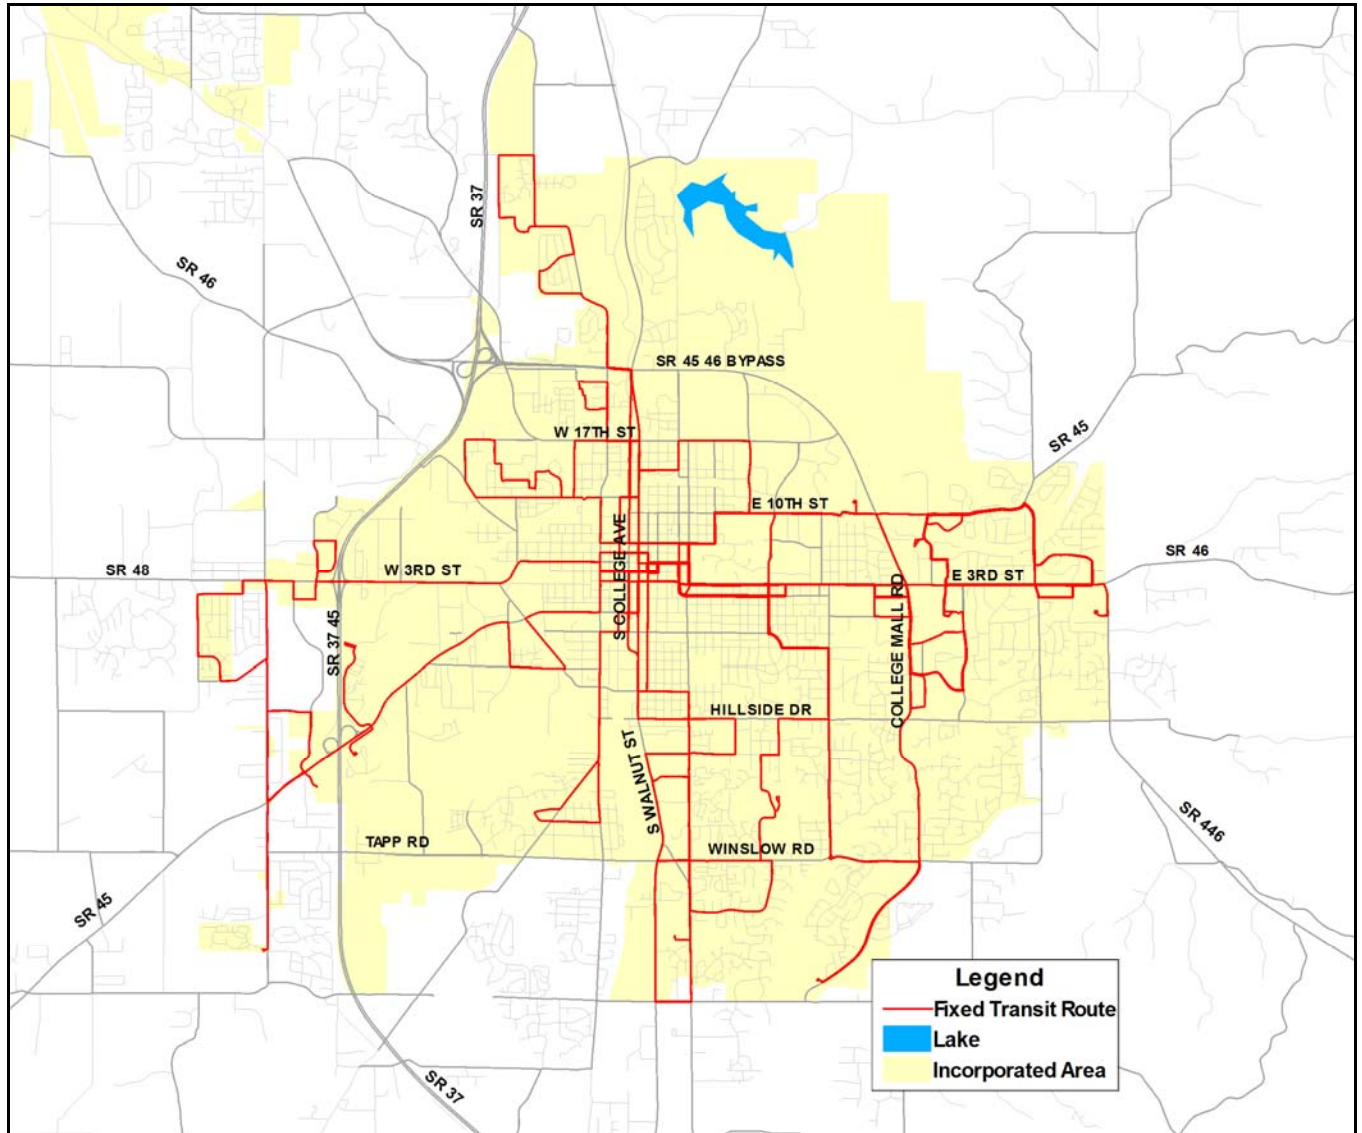 SR 37
SR 46
SR 45 46 BYPASS
W 17TH ST
SR 45
E 10TH ST
S COLLEGE AVE
SR 46
SR 48
W 3RD ST
E 3RD ST
COLLEGE MALL RD
SR 37 45
HILLSIDE DR
S WALNUT ST
SR 446
TAPP RD
WINSLOW RD
SR 45
SR 37
Legend
Fixed Transit Route
Lake
Incorporated Area